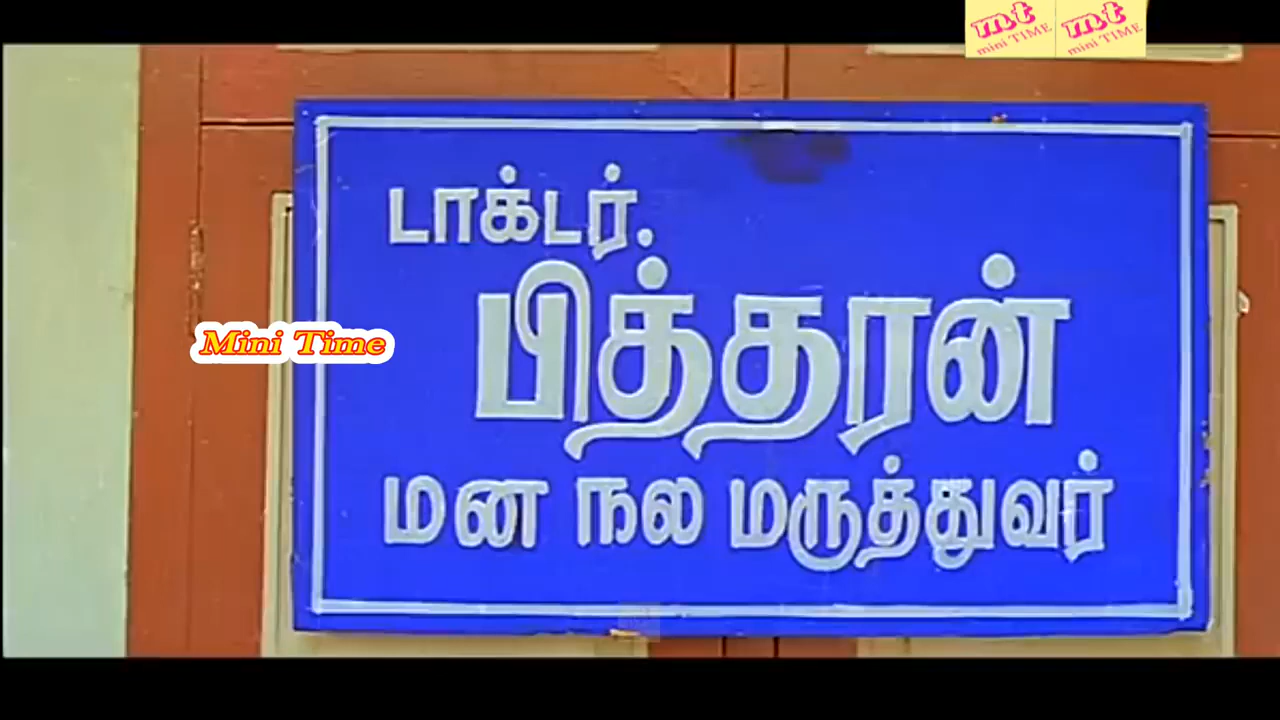 mt mt
mini TIME mini TIME
டாக்டர்.
பித்தரன்
Mini Time
மன நல மருத்துவர்